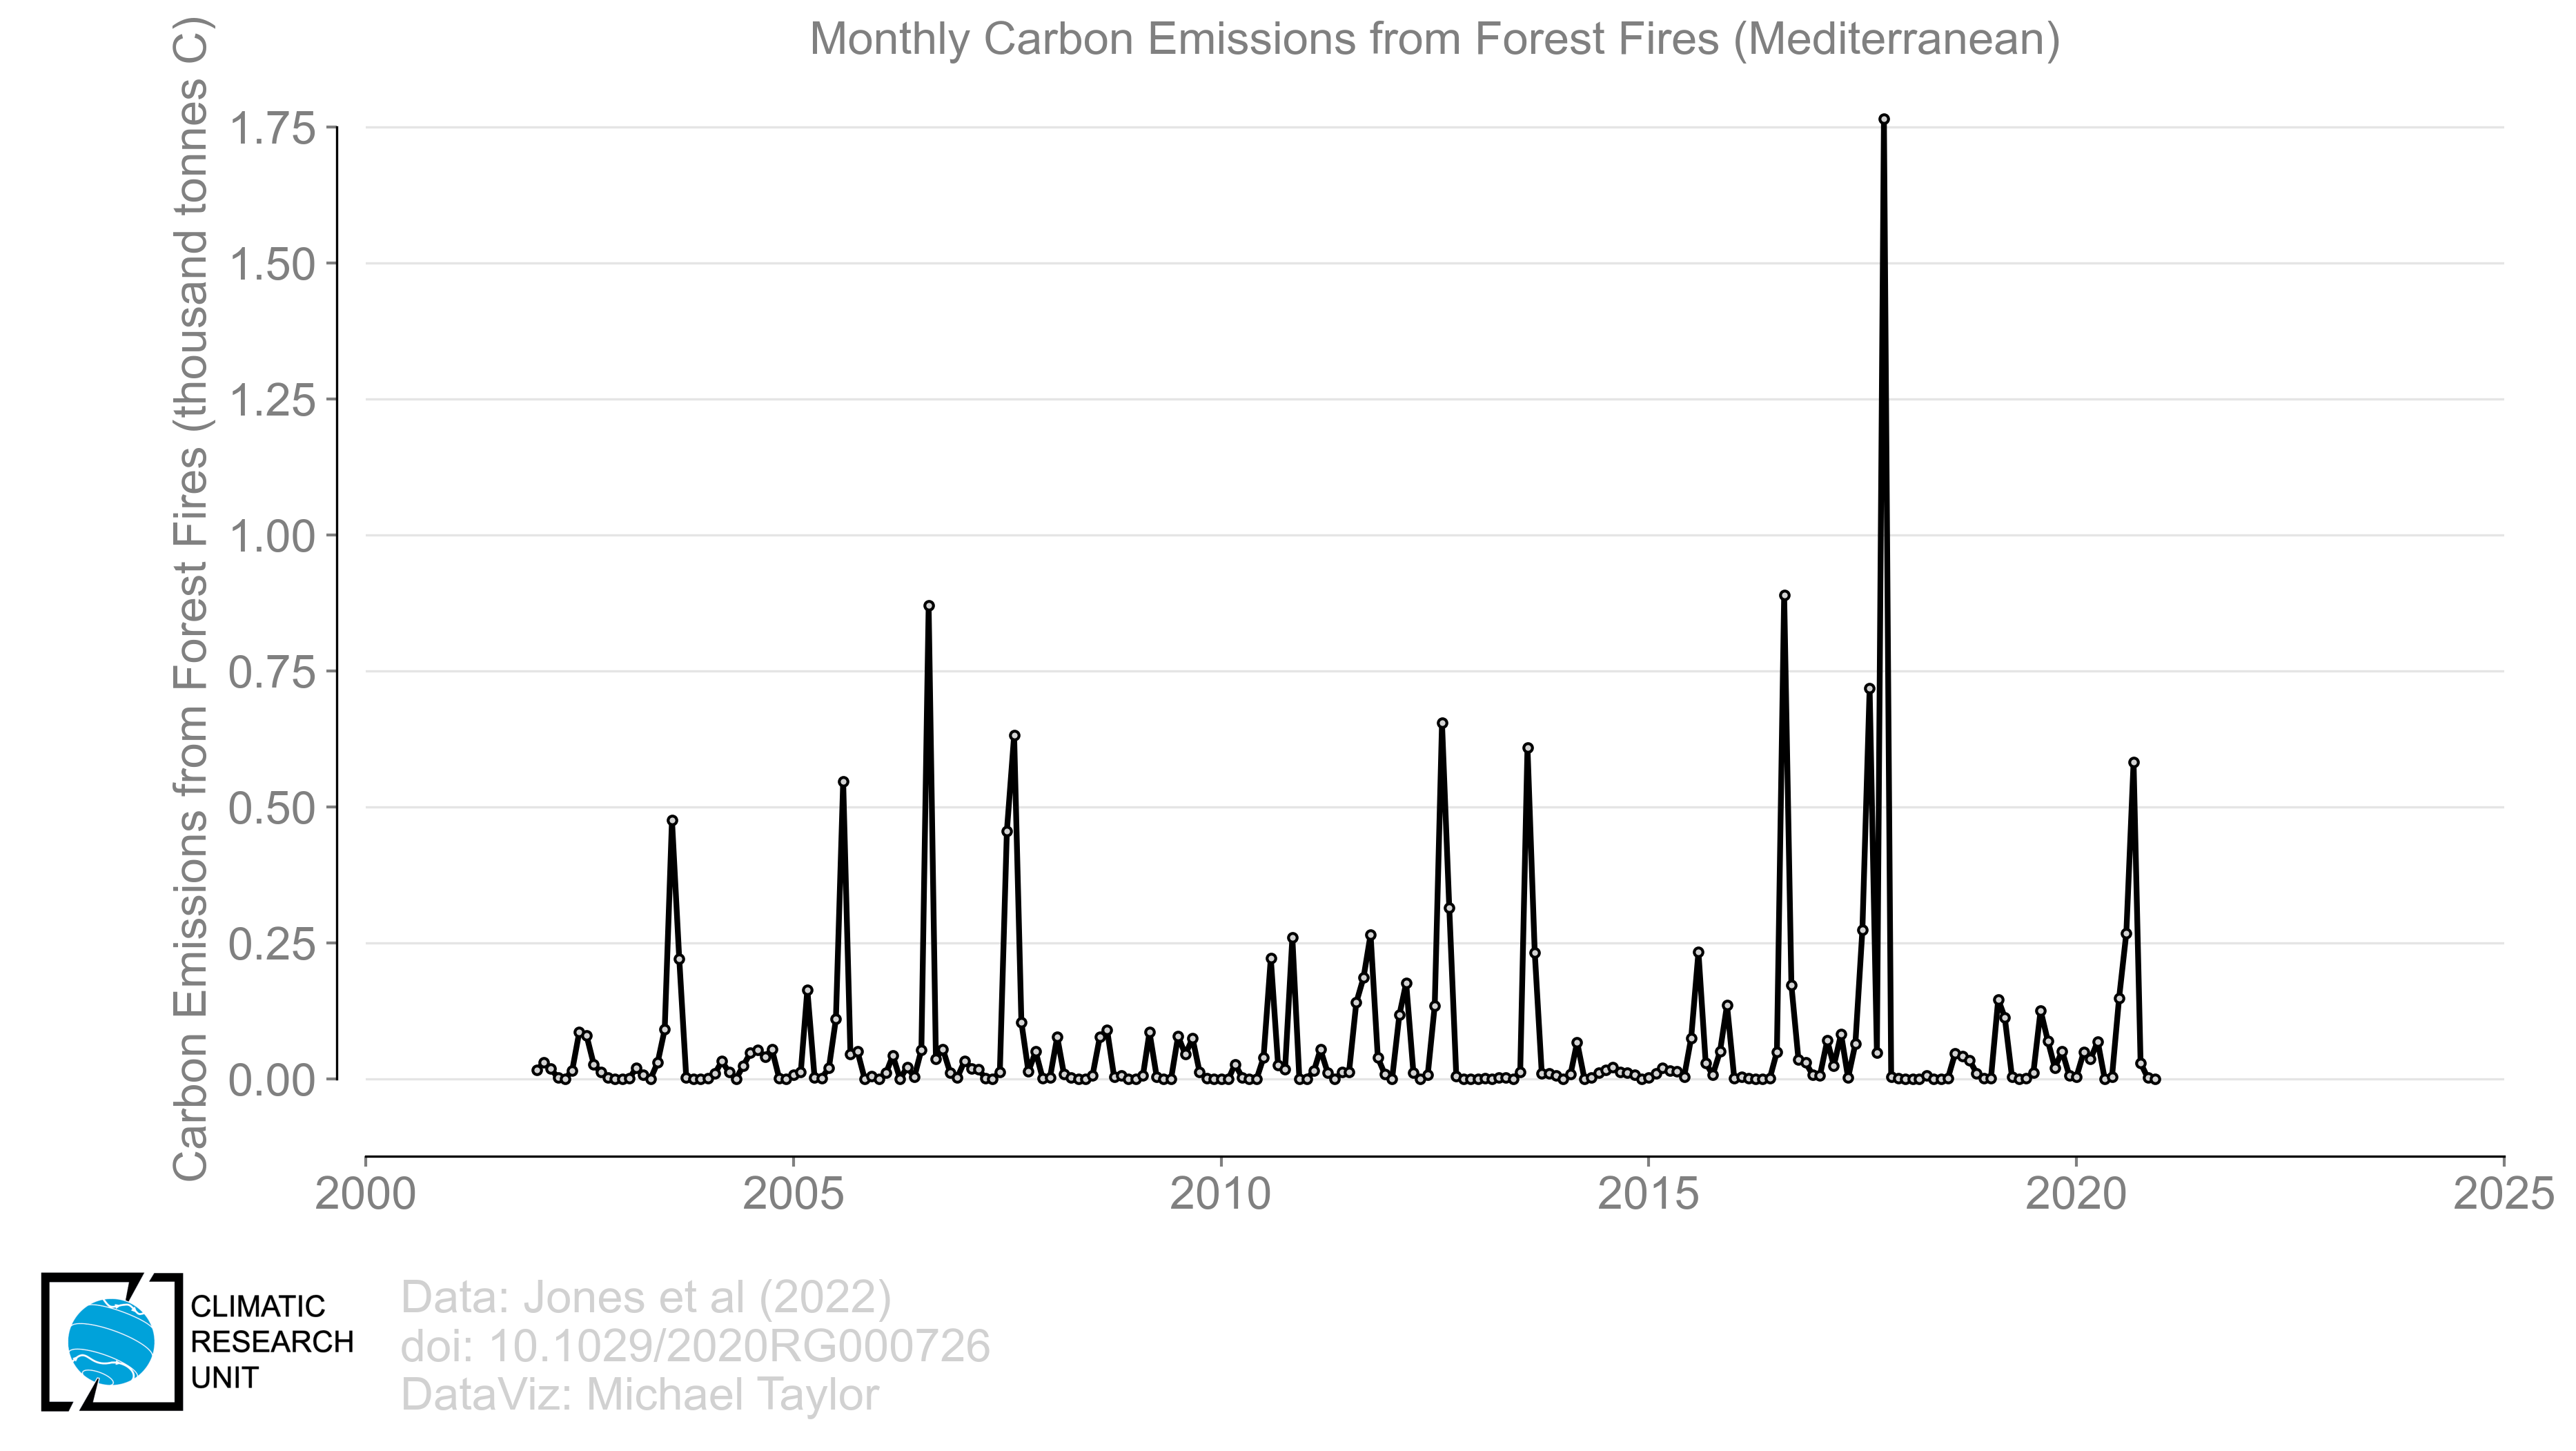 Monthly Carbon Emissions from Forest Fires (Mediterranean)
Carbon Emissions from Forest Fires (thousand tonnes C)
1.75
1.50
1.25
1.00
0.75
0.50
0.25
0.00
2000 2005 2010 2015 2020 2025
CLIMATIC
RESEARCH
UNIT
Data: Jones et al (2022)
doi: 10.1029/2020RG000726
DataViz: Michael Taylor